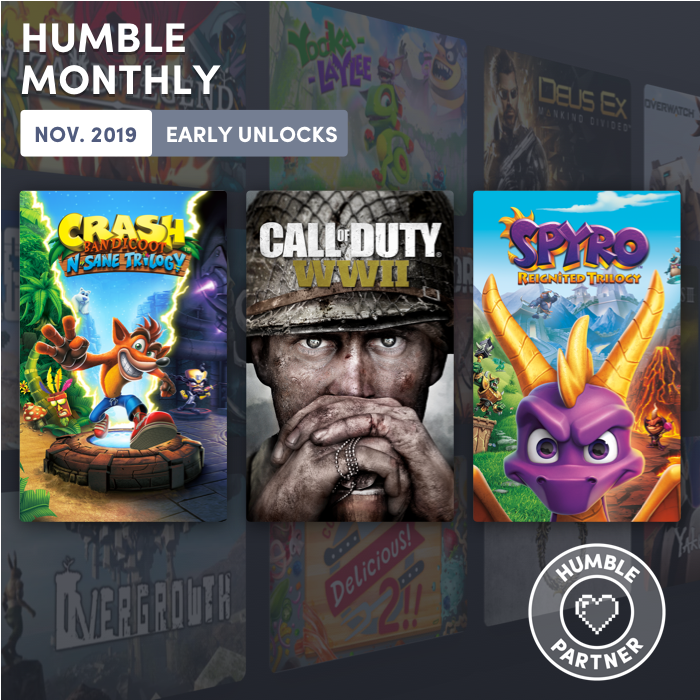 HUMBLE
MONTHLY
NOV. 2019
EARLY UNLOCKS
LEGEND
YOOKA-
-LAYLEE
DEUS EX
MANKIND DIVIDED
OVERWATCH
CRASH
BANDICOOT
N. SANE TRILOGY
CALL OF DUTY
WWII
SPYRO
REIGNITED TRILOGY
OVERGROWTH
Delicious!
2!!
HUMBLE
PARTNER